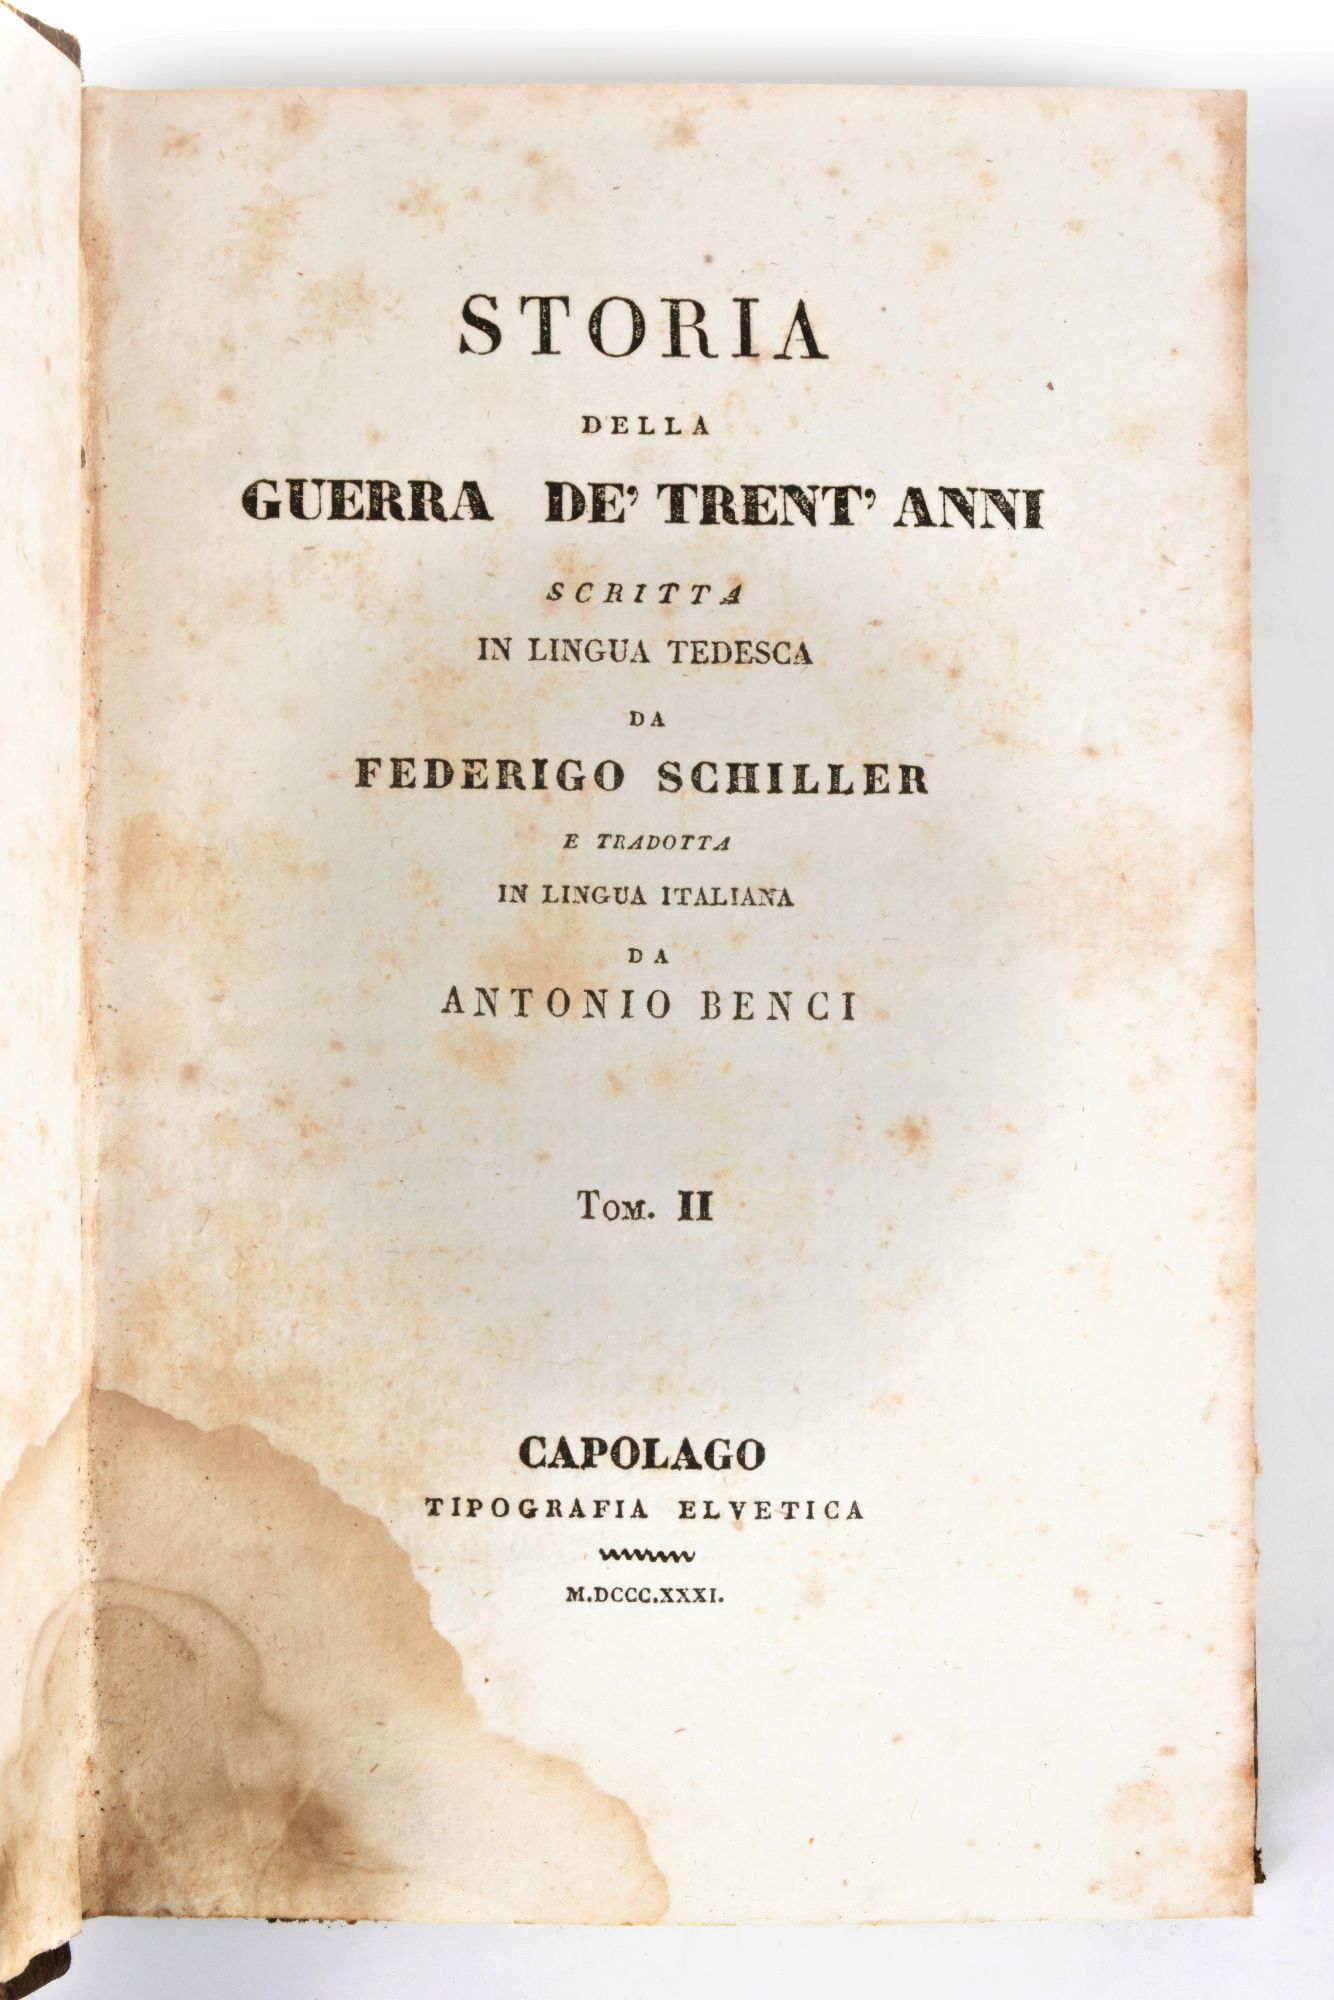 STORIA
DELLA
GUERRA DE' TRENT' ANNI
SCRITTA
IN LINGUA TEDESCA
DA
FEDERIGO SCHILLER
E TRADOTTA
IN LINGUA ITALIANA
DA
ANTONIO BENCI
TOM. II
CAPOLAGO
TIPOGRAFIA ELVETICA
M.DCCC.XXXI.